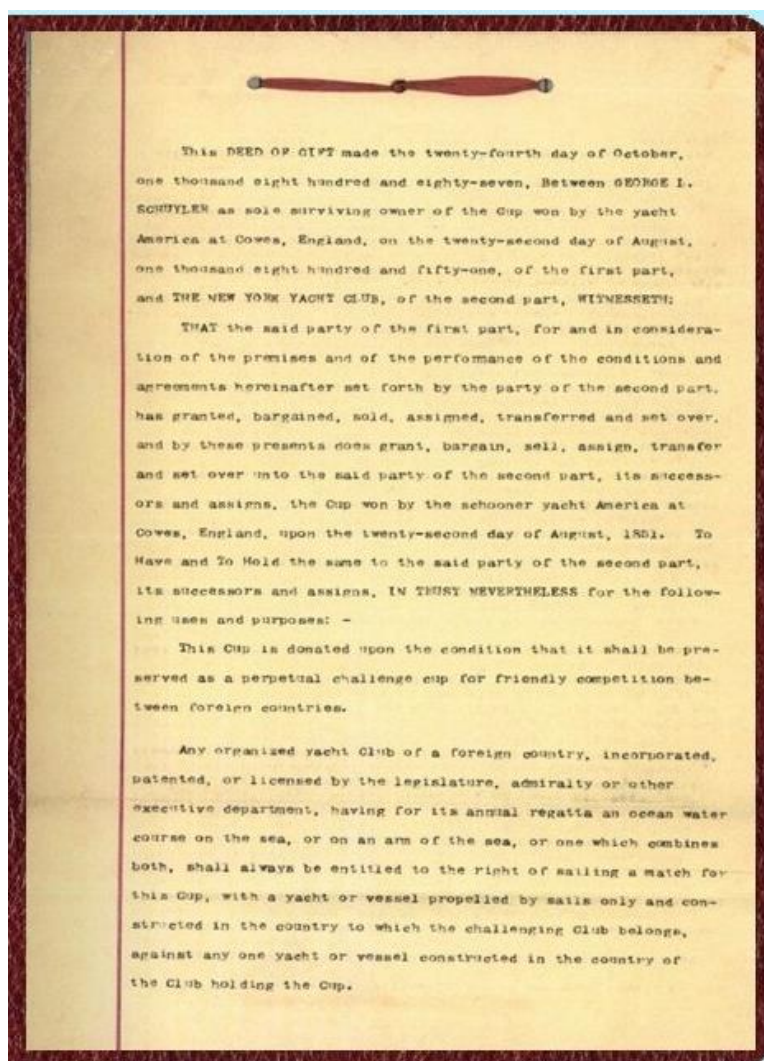 This DEED OF GIFT made the twenty-fourth day of October,
one thousand eight hundred and eighty-seven, Between GEORGE L.
SCHUYLER as sole surviving owner of the Cup won by the yacht
America at Cowes, England, on the twenty-second day of August,
one thousand eight hundred and fifty-one, of the first part,
and THE NEW YORK YACHT CLUB, of the second part, WITNESSETH:
THAT the said party of the first part, for and in considera-
tion of the premises and of the performance of the conditions and
agreements hereinafter set forth by the party of the second part,
has granted, bargained, sold, assigned, transferred and set over,
and by these presents does grant, bargain, sell, assign, transfer
and set over unto the said party of the second part, its success-
ors and assigns, the Cup won by the schooner yacht America at
Cowes, England, upon the twenty-second day of August, 1851. To
Have and To Hold the same to the said party of the second part,
its successors and assigns, IN TRUST NEVERTHELESS for the follow-
ing uses and purposes: -
This Cup is donated upon the condition that it shall be pre-
served as a perpetual challenge cup for friendly competition be-
tween foreign countries.
Any organized yacht Club of a foreign country, incorporated,
patented, or licensed by the legislature, admiralty or other
executive department, having for its annual regatta an ocean water
course on the sea, or on an arm of the sea, or one which combines
both, shall always be entitled to the right of sailing a match for
this Cup, with a yacht or vessel propelled by sails only and con-
structed in the country to which the challenging Club belongs,
against any one yacht or vessel constructed in the country of
the Club holding the Cup.